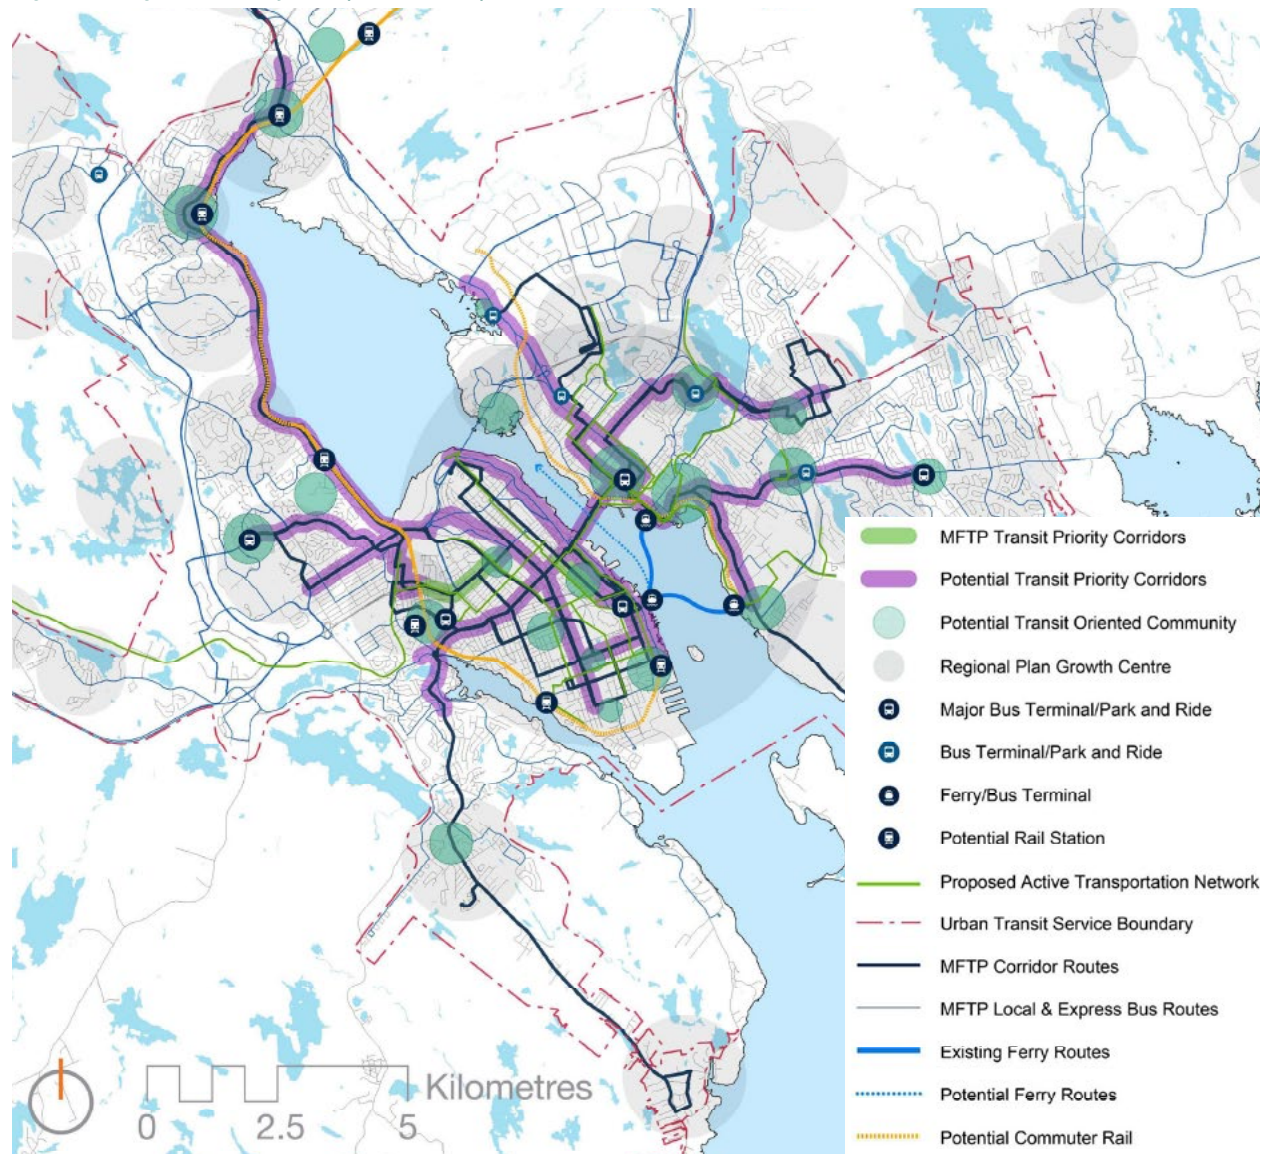 MFTP Transit Priority Corridors
Potential Transit Priority Corridors
Potential Transit Oriented Community
Regional Plan Growth Centre
Major Bus Terminal/Park and Ride
Bus Terminal/Park and Ride
Ferry/Bus Terminal
Potential Rail Station
Proposed Active Transportation Network
Urban Transit Service Boundary
MFTP Corridor Routes
MFTP Local & Express Bus Routes
Existing Ferry Routes
Potential Ferry Routes
Potential Commuter Rail
Kilometres
0 2.5 5